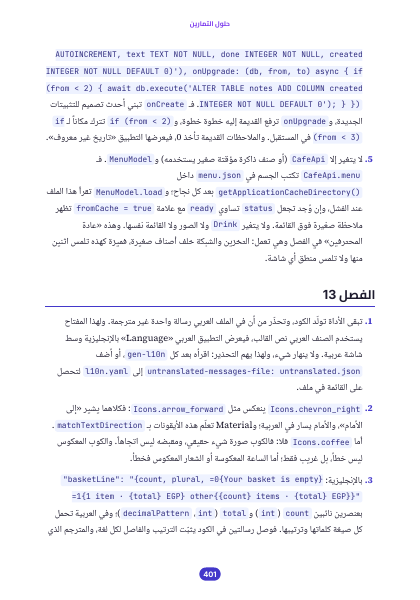 حلول التمارين
AUTOINCREMENT, text TEXT NOT NULL, done INTEGER NOT NULL, created
INTEGER NOT NULL DEFAULT 0)'), onUpgrade: (db, from, to) async { if
(from < 2) { await db.execute('ALTER TABLE notes ADD COLUMN created
INTEGER NOT NULL DEFAULT 0'); } }). فـ onCreate تبني أحدث تصميم للتثبيتات
الجديدة، و onUpgrade ترفع القديمة إليه خطوة خطوة، و if (from < 2) تترك مكاناً لـ if
(from < 3) في المستقبل. والملاحظات القديمة تأخذ 0، فيعرضها التطبيق «تاريخ غير معروف».
5. لا يتغير إلا CafeApi (أو صنف ذاكرة مؤقتة صغير يستخدمه) و MenuModel. فـ
CafeApi.menu تكتب الجسم في menu.json داخل
getApplicationCacheDirectory() بعد كل نجاح؛ و MenuModel.load تقرأ هذا الملف
عند الفشل، وإن وُجد تجعل status تساوي ready مع علامة fromCache = true تظهر
ملاحظة صغيرة فوق القائمة. ولا يتغير Drink ولا الصور ولا القائمة نفسها. وهذه «عادة
المحترفين» في الفصل وهي تعمل: التخزين والشبكة خلف أصناف صغيرة، فميزة كهذه تلمس اثنين
منها ولا تلمس منطق أي شاشة.
الفصل 13
1. تبقى الأداة تولّد الكود، وتحذّر من أن في الملف العربي رسالة واحدة غير مترجمة. ولهذا المفتاح
يستخدم الصنف العربي نص القالب، فيعرض التطبيق العربي «Language» بالإنجليزية وسط
شاشة عربية. ولا ينهار شيء، ولهذا يهم التحذير: اقرأه بعد كل gen-l10n، أو أضف
untranslated-messages-file: untranslated.json إلى l10n.yaml لتحصل
على القائمة في ملف.
2. Icons.chevron_right ينعكس مثل Icons.arrow_forward: فكلاهما يشير «إلى
الأمام»، والأمام يسار في العربية؛ وMaterial تعلّم هذه الأيقونات بـ matchTextDirection.
أما Icons.coffee فلا: فالكوب صورة شيء حقيقي، ومقبضه ليس اتجاهاً. والكوب المعكوس
ليس خطأ، بل غريب فقط؛ أما الساعة المعكوسة أو الشعار المعكوس فخطأ.
3. بالإنجليزية: "basketLine": "{count, plural, =0{Your basket is empty}
=1{1 item · {total} EGP} other{{count} items · {total} EGP}}"
بعنصرين نائبين count (int) و total (int، decimalPattern)؛ وفي العربية تحمل
كل صيغة كلماتها وترتيبها. فوصل رسالتين في الكود يثبّت الترتيب والفاصل لكل لغة، والمترجم الذي
401